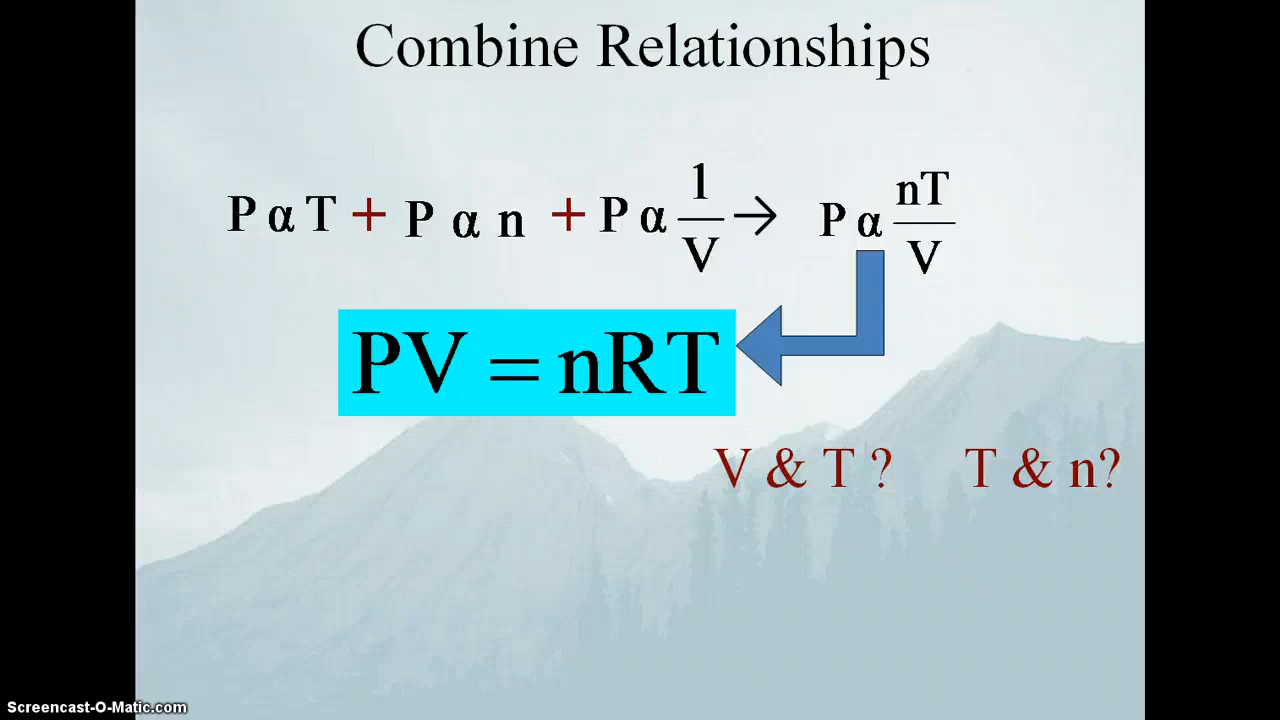 Combine Relationships
P α T + P α n + P α 1/V → P α nT/V
PV = nRT
V & T ? T & n?
Screencast-O-Matic.com